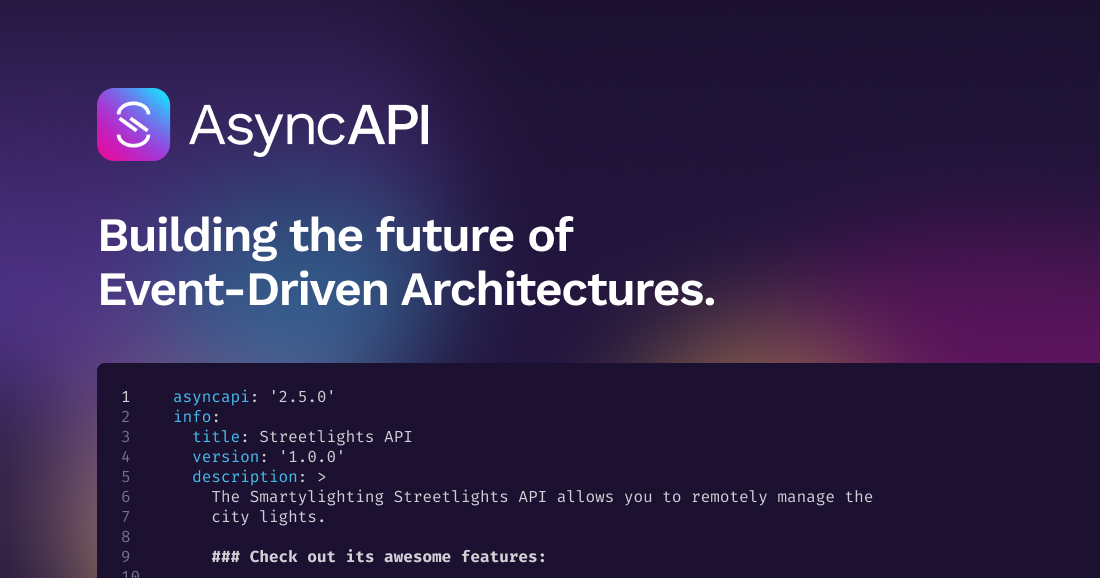 AsyncAPI
Building the future of
Event-Driven Architectures.
1 asyncapi: '2.5.0'
2 info:
3   title: Streetlights API
4   version: '1.0.0'
5   description: >
6     The Smartylighting Streetlights API allows you to remotely manage the
7     city lights.
8
9     ### Check out its awesome features:
10